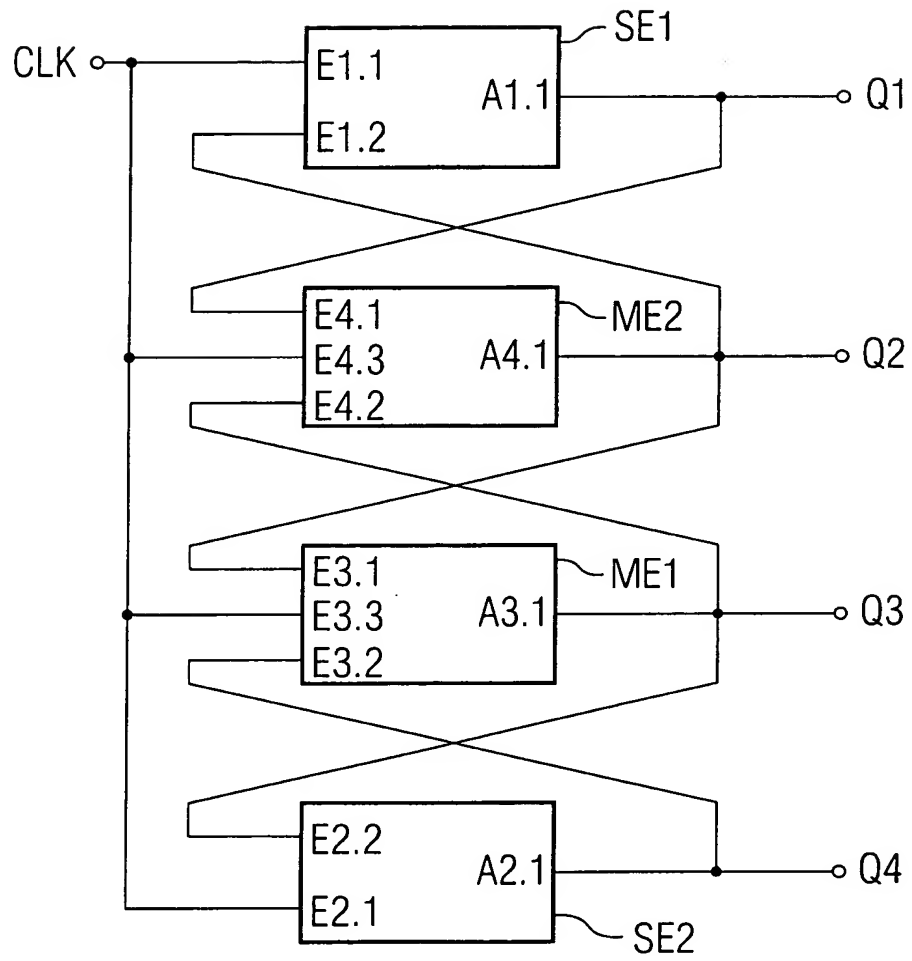 SE1
CLK
E1.1
A1.1
Q1
E1.2
ME2
E4.1
E4.3
A4.1
Q2
E4.2
ME1
E3.1
E3.3
A3.1
Q3
E3.2
E2.2
A2.1
Q4
E2.1
SE2